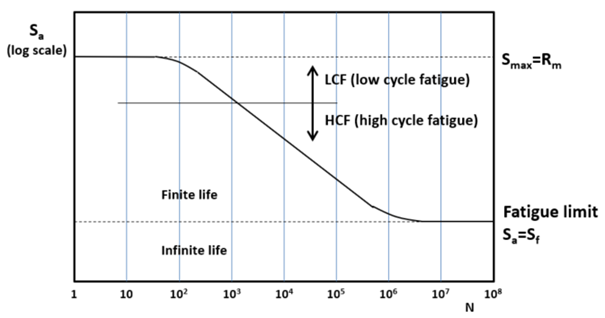 Sₐ
(log scale)
Sₘₐₓ=Rₘ
LCF (low cycle fatigue)
HCF (high cycle fatigue)
Finite life
Fatigue limit
Sₐ=S_f
Infinite life
1 10 10² 10³ 10⁴ 10⁵ 10⁶ 10⁷ 10⁸
N